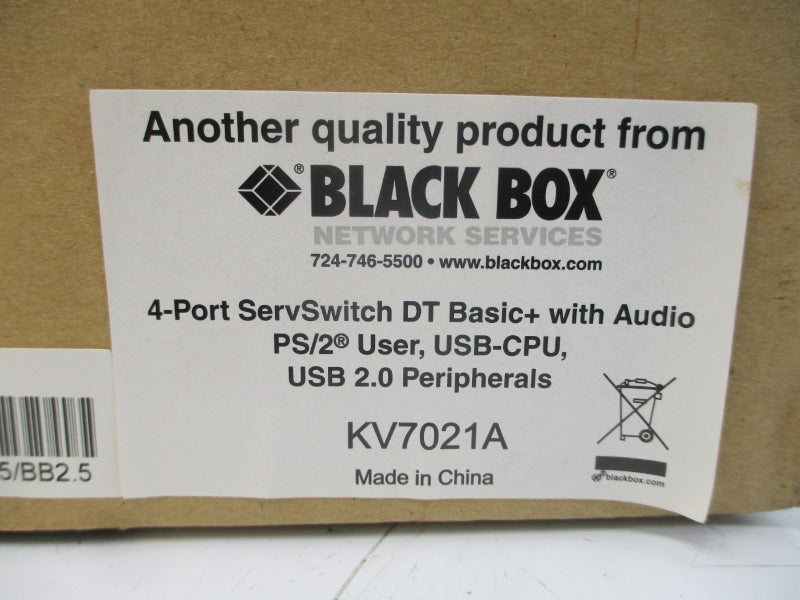 Another quality product from
® BLACK BOX®
NETWORK SERVICES
724-746-5500 • www.blackbox.com
4-Port ServSwitch DT Basic+ with Audio
PS/2® User, USB-CPU,
USB 2.0 Peripherals
KV7021A
Made in China
blackbox.com
5/BB2.5